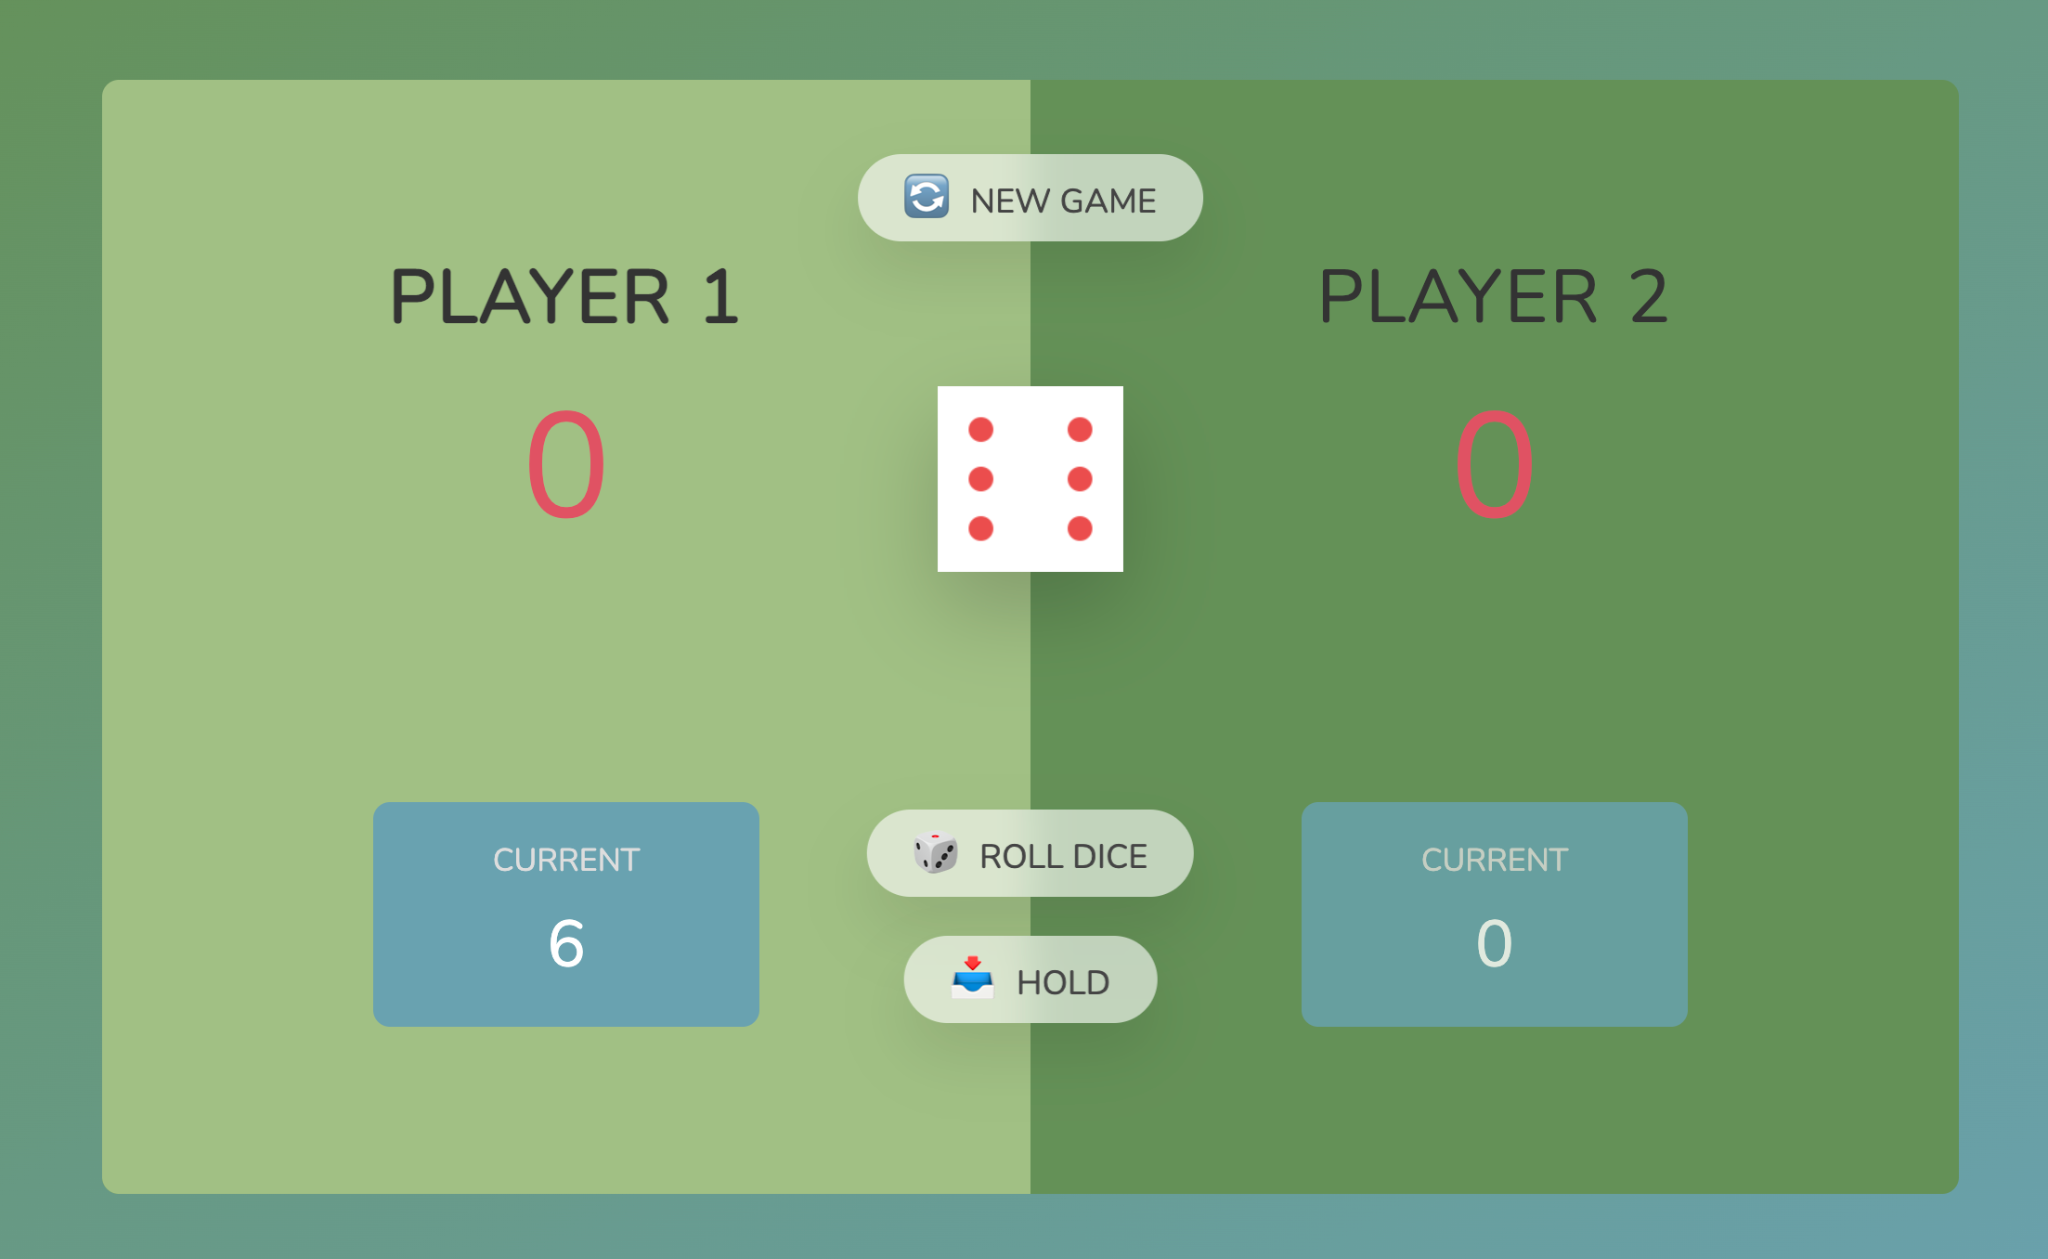 NEW GAME
PLAYER 1
0
PLAYER 2
0
CURRENT
6
ROLL DICE
HOLD
CURRENT
0